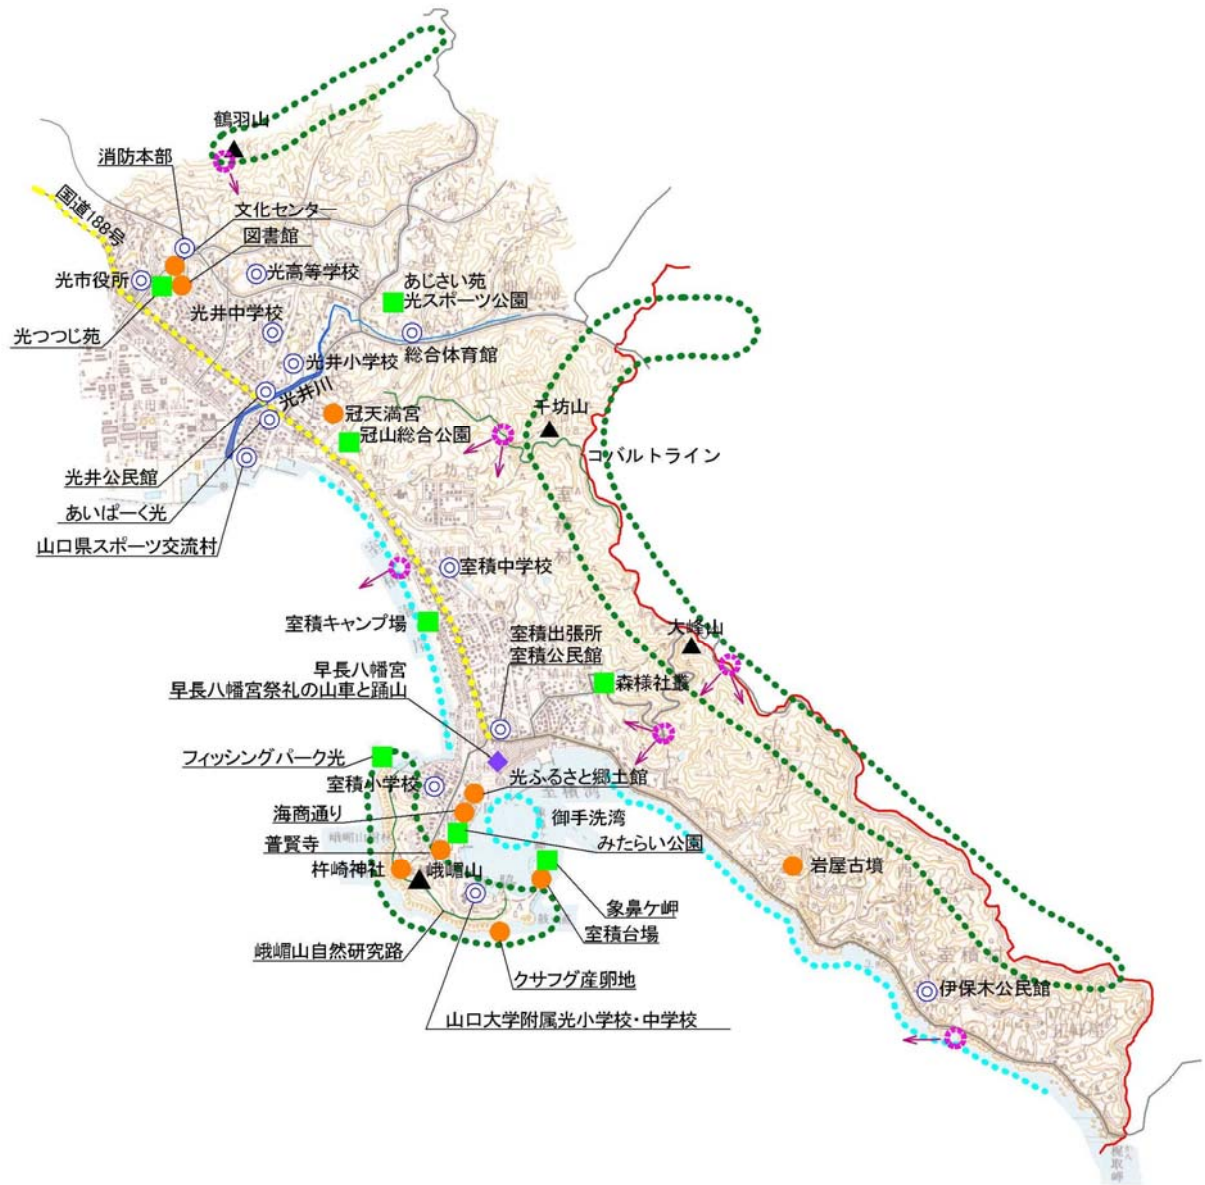 鶴羽山
消防本部
国道188号
文化センター
図書館
光市役所
光高等学校
あじさい苑
光スポーツ公園
光つつじ苑
光井中学校
総合体育館
光井小学校
光井川
千坊山
冠天満宮
冠山総合公園
コバルトライン
光井公民館
あいぱーく光
山口県スポーツ交流村
室積中学校
室積キャンプ場
室積出張所
室積公民館
大峰山
早長八幡宮
早長八幡宮祭礼の山車と踊山
森様社叢
フィッシングパーク光
室積小学校
光ふるさと郷土館
海商通り
御手洗湾
普賢寺
みたらい公園
杵崎神社
峨嵋山
岩屋古墳
象鼻ケ岬
室積台場
峨嵋山自然研究路
クサフグ産卵地
伊保木公民館
山口大学附属光小学校・中学校
室積村
室積湾
梶取岬